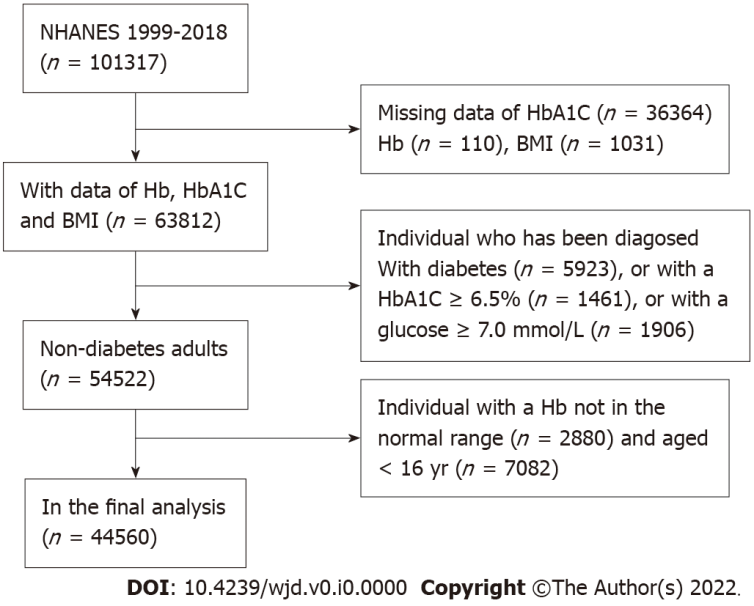 NHANES 1999-2018
(n = 101317)
Missing data of HbA1C (n = 36364)
Hb (n = 110), BMI (n = 1031)
With data of Hb, HbA1C
and BMI (n = 63812)
Individual who has been diagosed
With diabetes (n = 5923), or with a
HbA1C ≥ 6.5% (n = 1461), or with a
glucose ≥ 7.0 mmol/L (n = 1906)
Non-diabetes adults
(n = 54522)
Individual with a Hb not in the
normal range (n = 2880) and aged
< 16 yr (n = 7082)
In the final analysis
(n = 44560)
DOI: 10.4239/wjd.v0.i0.0000 Copyright ©The Author(s) 2022.